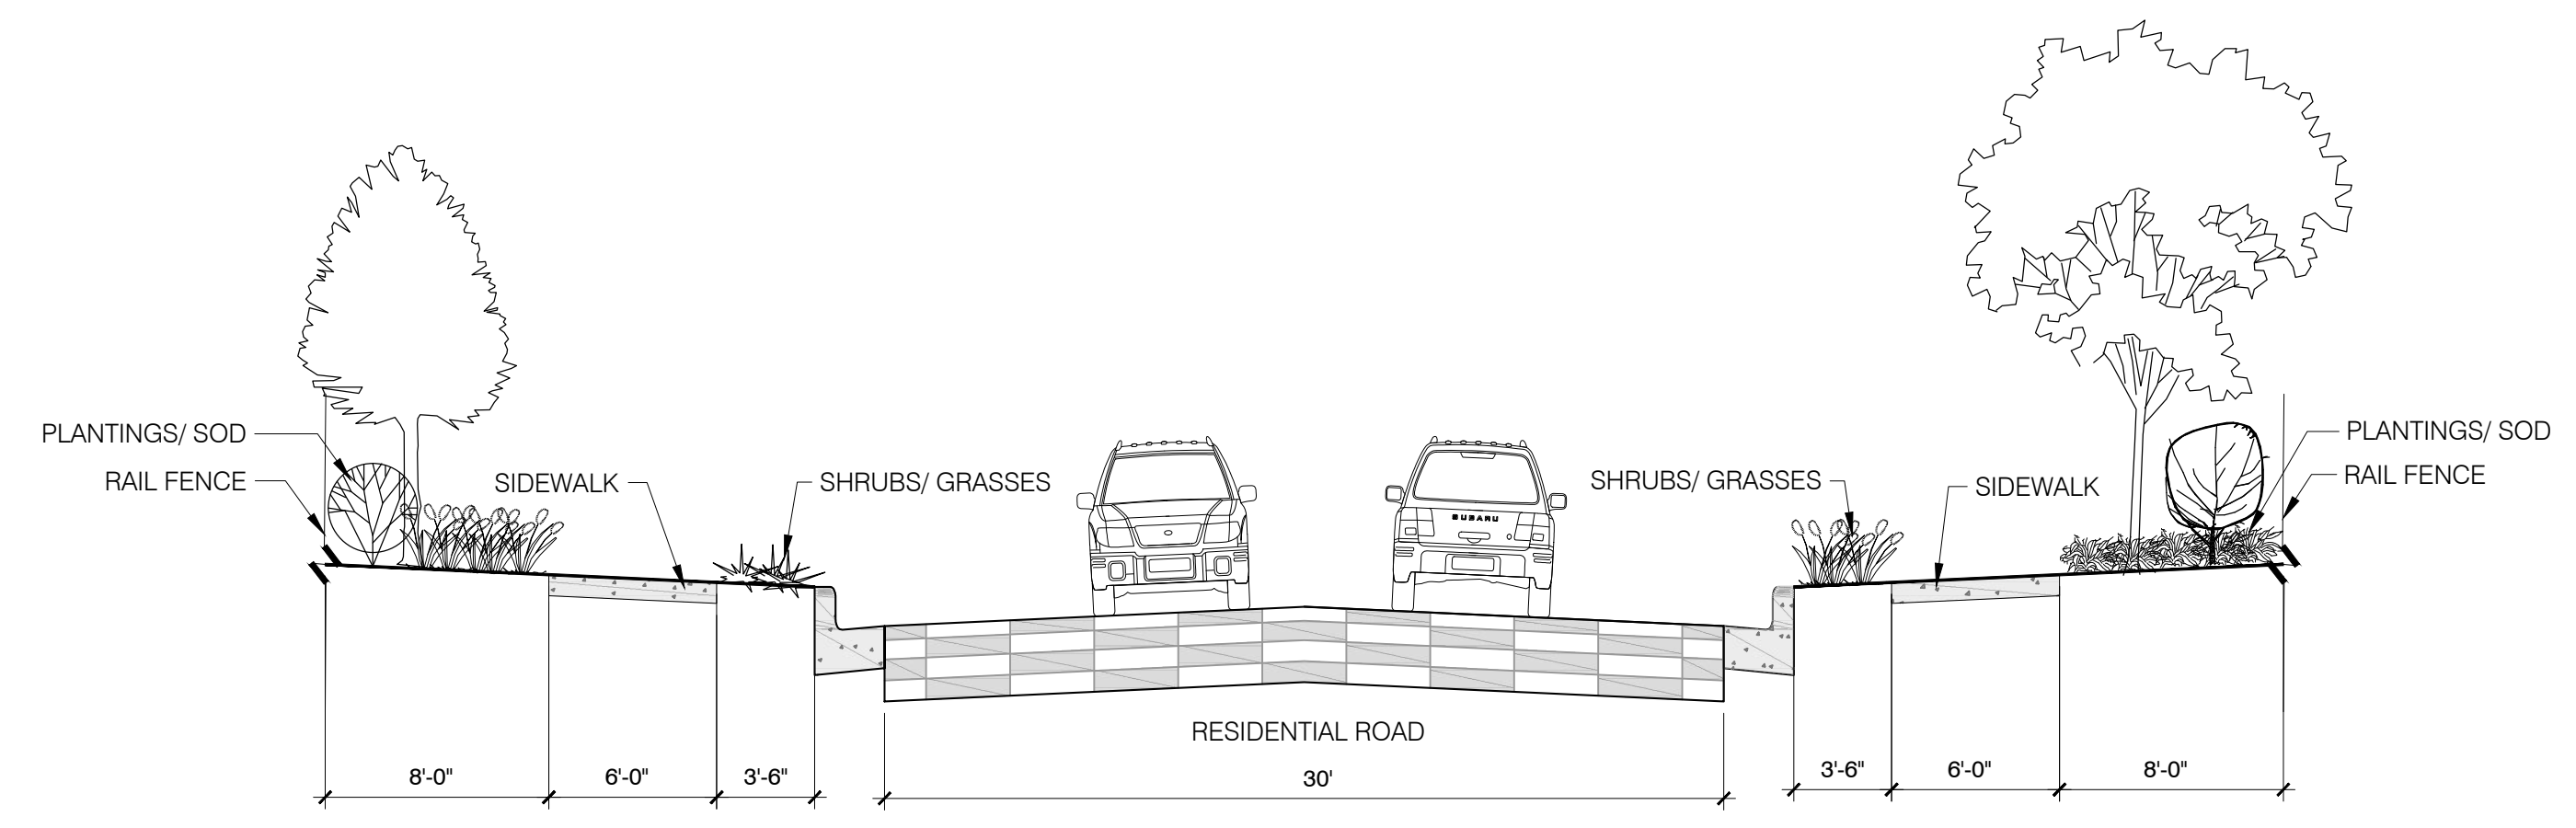 PLANTINGS/ SOD
RAIL FENCE
SIDEWALK
SHRUBS/ GRASSES
SUBARU
SHRUBS/ GRASSES
SIDEWALK
PLANTINGS/ SOD
RAIL FENCE
RESIDENTIAL ROAD
8'-0"
6'-0"
3'-6"
30'
3'-6"
6'-0"
8'-0"